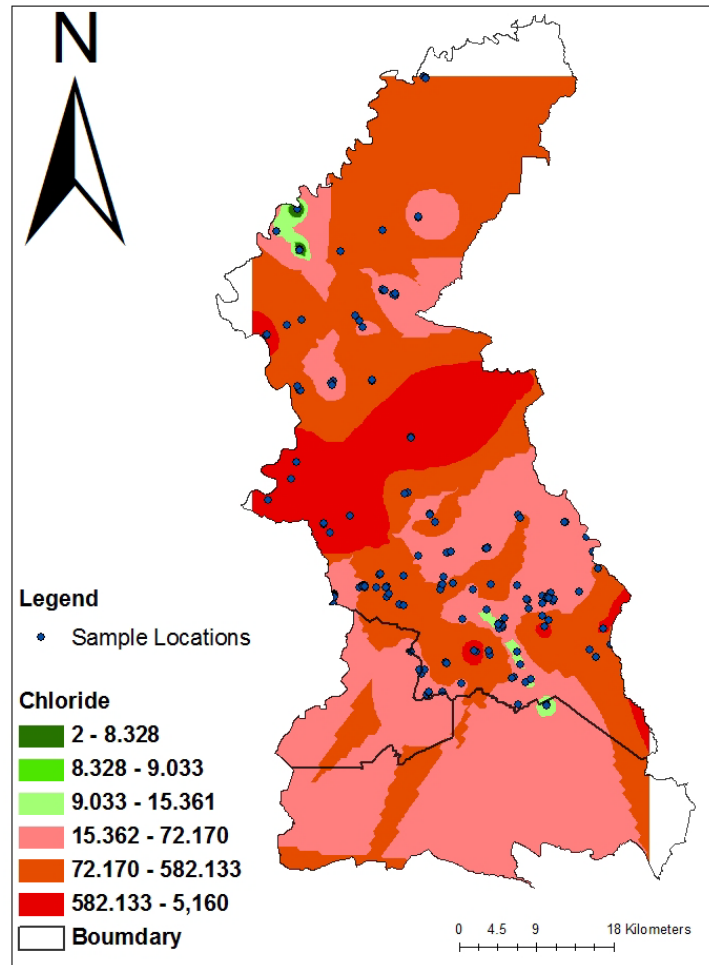 N
Legend
Sample Locations
Chloride
2 - 8.328
8.328 - 9.033
9.033 - 15.361
15.362 - 72.170
72.170 - 582.133
582.133 - 5,160
Boumdary
0 4.5 9 18 Kilometers